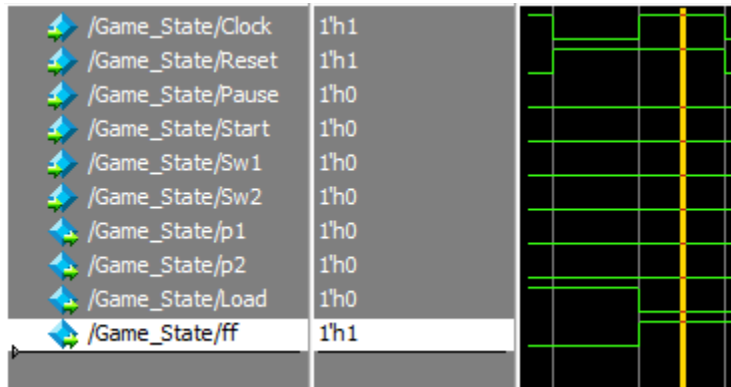 /Game_State/Clock 1'h1
/Game_State/Reset 1'h1
/Game_State/Pause 1'h0
/Game_State/Start 1'h0
/Game_State/Sw1 1'h0
/Game_State/Sw2 1'h0
/Game_State/p1 1'h0
/Game_State/p2 1'h0
/Game_State/Load 1'h0
/Game_State/ff 1'h1